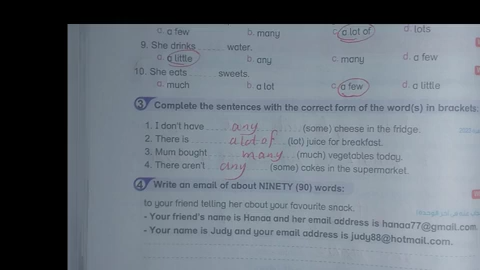 a. a few b. many c. a lot of d. lots
9. She drinks ........ water.
a. a little b. any c. many d. a few
10. She eats ........ sweets.
a. much b. a lot c. a few d. a little
3 Complete the sentences with the correct form of the word(s) in brackets:
1. I don't have .... any .... (some) cheese in the fridge.
2. There is .... a lot of .... (lot) juice for breakfast.
3. Mum bought .... many .... (much) vegetables today.
4. There aren't .... any .... (some) cakes in the supermarket.
4 Write an email of about NINETY (90) words:
to your friend telling her about your favourite snack.
- Your friend's name is Hanaa and her email address is hanaa77@gmail.com.
- Your name is Judy and your email address is judy88@hotmail.com.